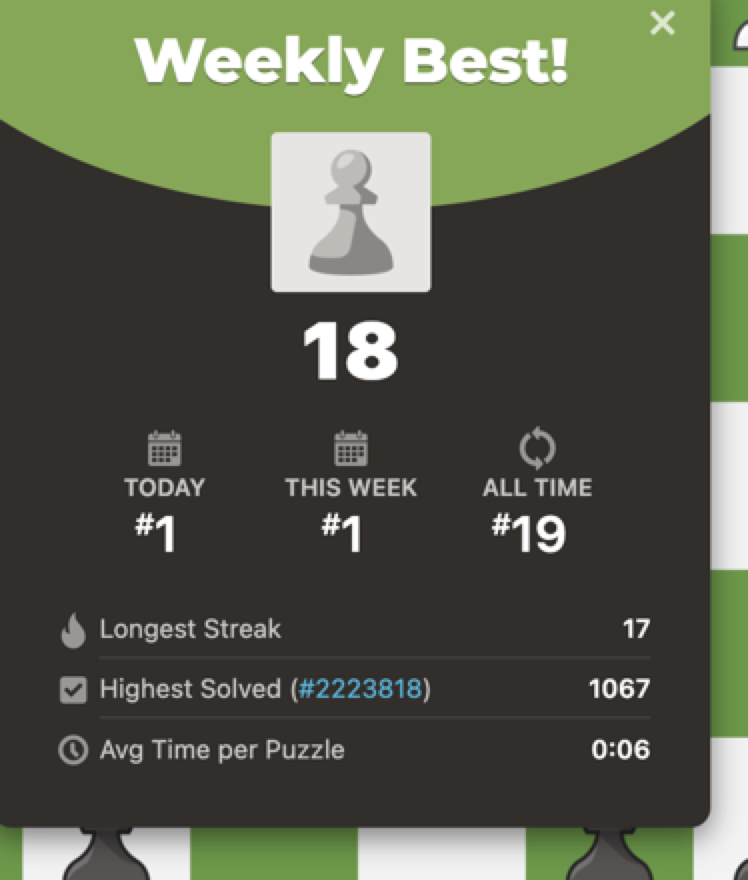 Weekly Best!
18
TODAY THIS WEEK ALL TIME
#1 #1 #19
Longest Streak 17
Highest Solved (#2223818) 1067
Avg Time per Puzzle 0:06